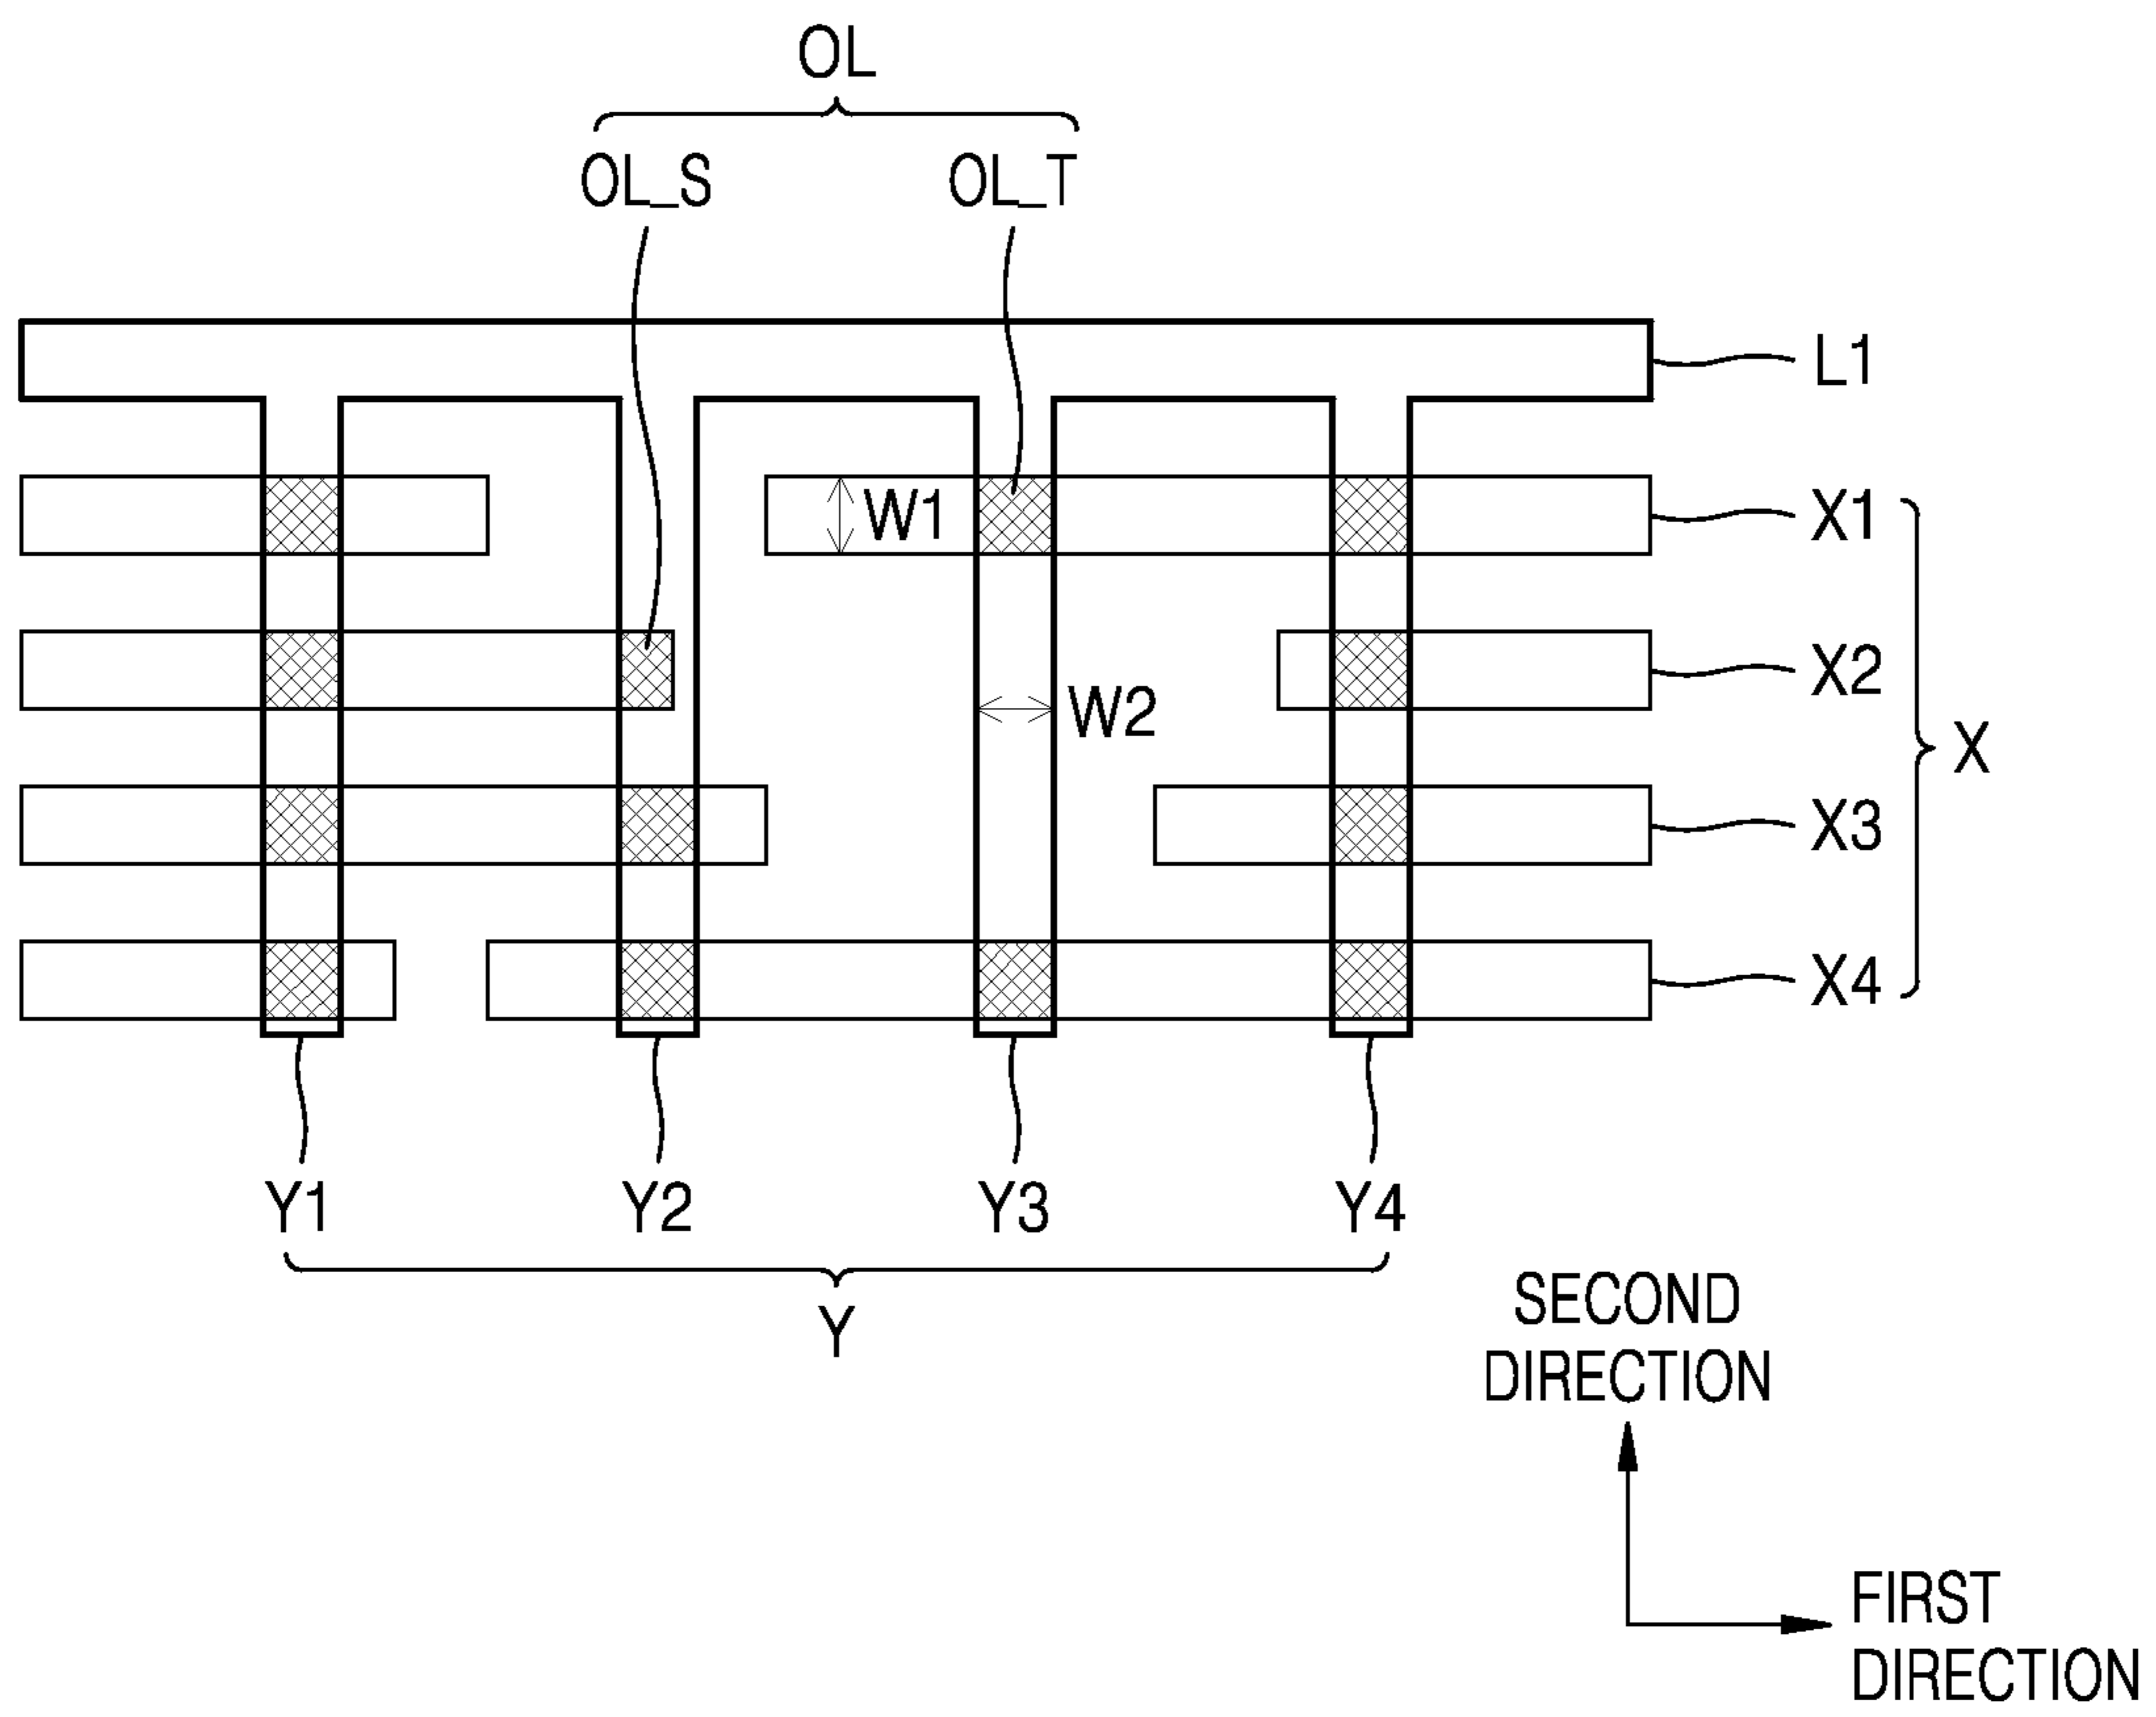 OL
OL_S OL_T
L1
W1 X1
X2
W2
X
X3
X4
Y1 Y2 Y3 Y4
Y
SECOND
DIRECTION
FIRST
DIRECTION